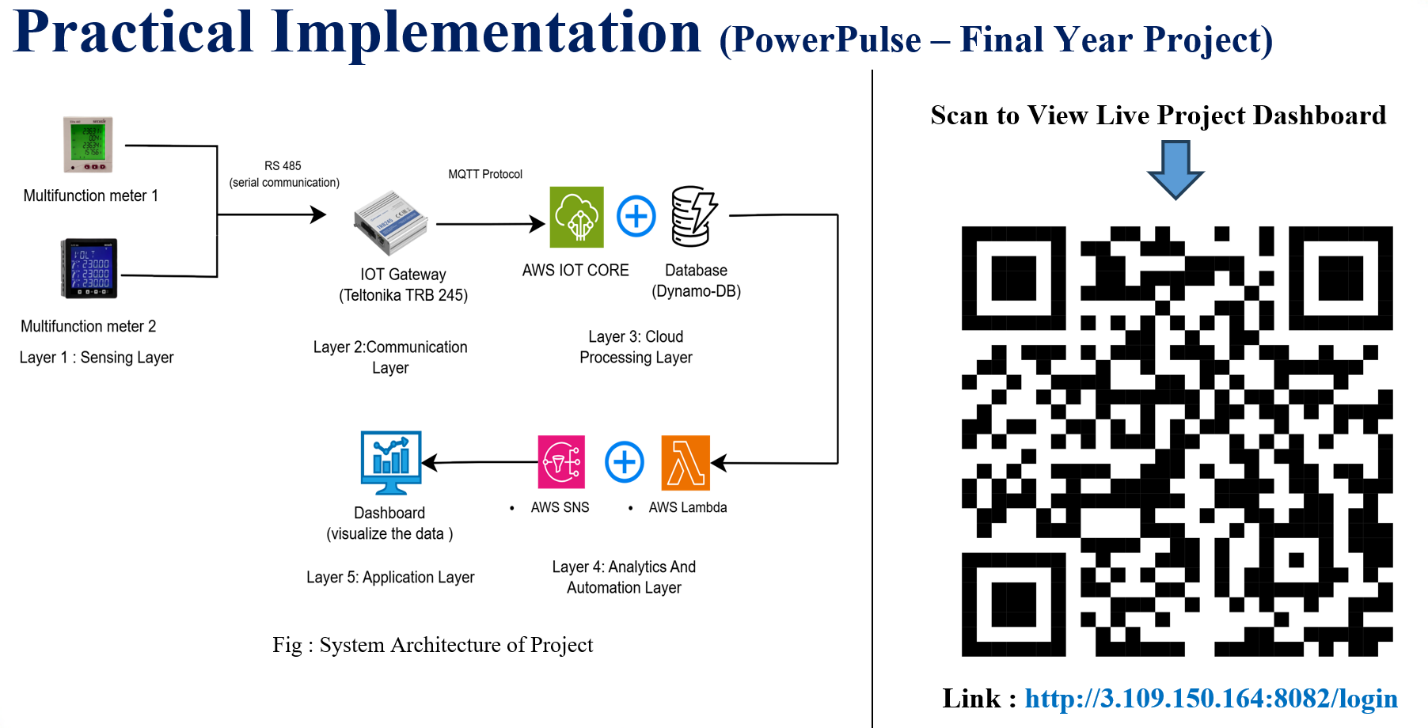 Practical Implementation (PowerPulse – Final Year Project)
Multifunction meter 1
RS 485
(serial communication)
MQTT Protocol
IOT Gateway
(Teltonika TRB 245)
AWS IOT CORE
Database
(Dynamo-DB)
Multifunction meter 2
Layer 1 : Sensing Layer
Layer 2:Communication
Layer
Layer 3: Cloud
Processing Layer
Dashboard
(visualize the data )
• AWS SNS
• AWS Lambda
Layer 5: Application Layer
Layer 4: Analytics And
Automation Layer
Fig : System Architecture of Project
Scan to View Live Project Dashboard
Link : http://3.109.150.164:8082/login